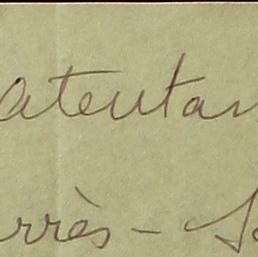 atentan
rrès - S